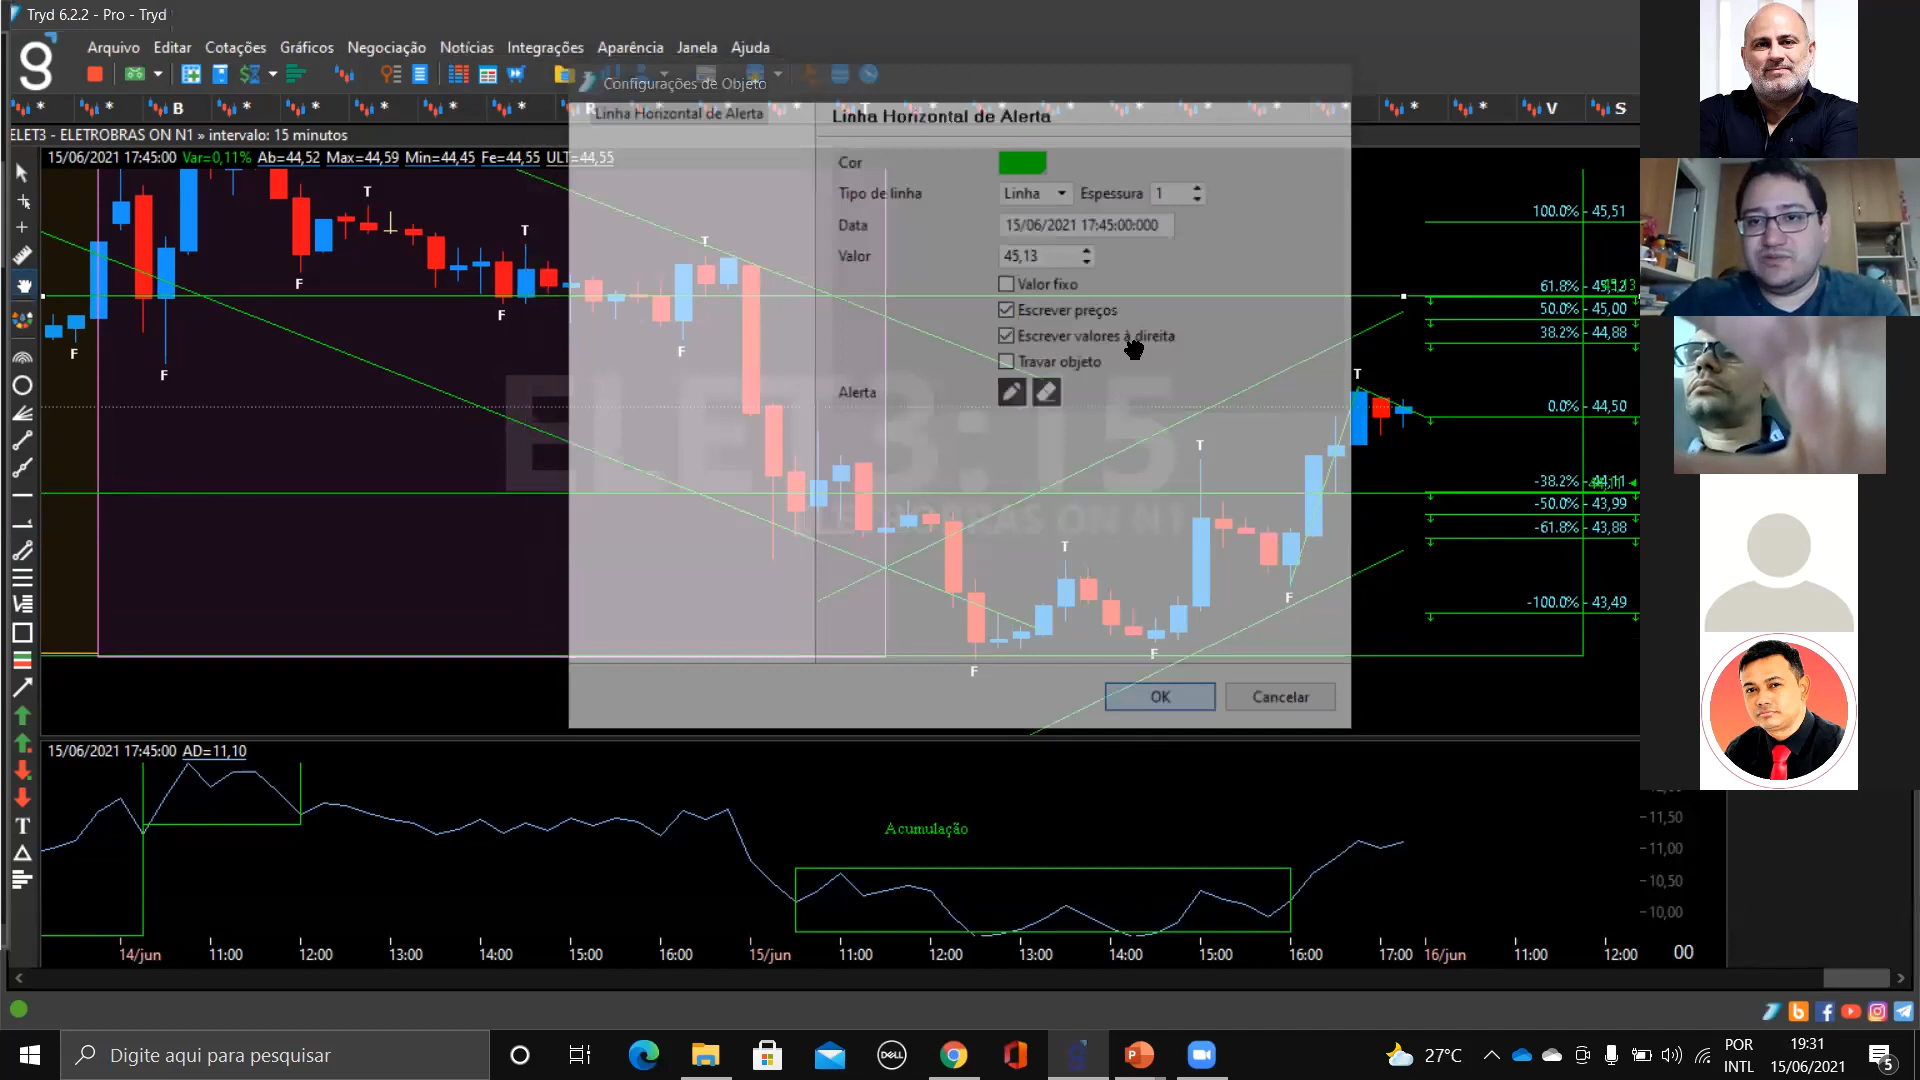 Tryd 6.2.2 - Pro - Tryd
Arquivo Editar Cotações Gráficos Negociação Notícias Integrações Aparência Janela Ajuda
* * B * * * * * R T * * V S
ELET3 - ELETROBRAS ON N1 » intervalo: 15 minutos
15/06/2021 17:45:00 Var=0,11% Ab=44,52 Max=44,59 Min=44,45 Fe=44,55 ULT=44,55
Configurações de Objeto
Linha Horizontal de Alerta
Linha Horizontal de Alerta
Cor
Tipo de linha Linha Espessura 1
Data 15/06/2021 17:45:00:000
Valor 45,13
Valor fixo
Escrever preços
Escrever valores à direita
Travar objeto
Alerta
OK Cancelar
ELET3:15
ELETROBRAS ON N1
T T T T T T
F F F F F F F F
100.0% - 45,51
61.8% - 45,12
50.0% - 45,00
38.2% - 44,88
0.0% - 44,50
-38.2% - 44,11
-50.0% - 43,99
-61.8% - 43,88
-100.0% - 43,49
15/06/2021 17:45:00 AD=11,10
Acumulação
11,50
11,00
10,50
10,00
14/jun 11:00 12:00 13:00 14:00 15:00 16:00 15/jun 11:00 12:00 13:00 14:00 15:00 16:00 17:00 16/jun 11:00 12:00 00
Digite aqui para pesquisar
DELL
27°C
POR
INTL
19:31
15/06/2021
5